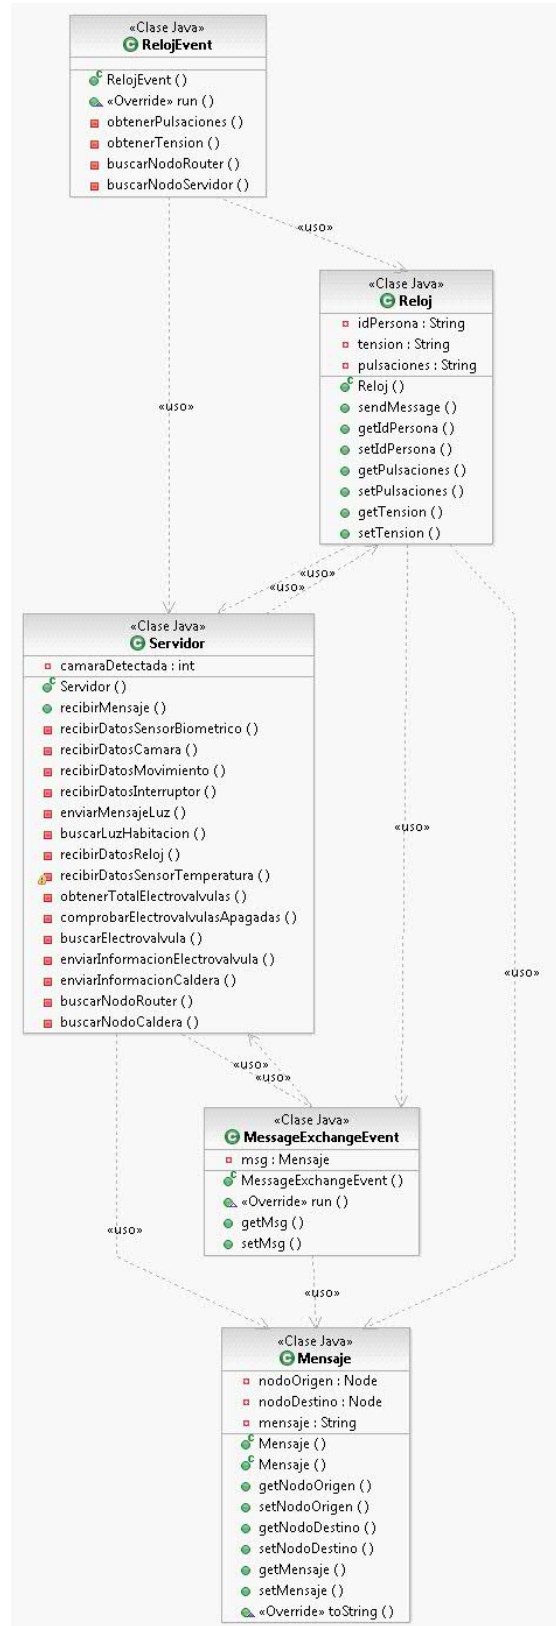 «Clase Java»
RelojEvent
RelojEvent ()
«Override» run ()
obtenerPulsaciones ()
obtenerTension ()
buscarNodoRouter ()
buscarNodoServidor ()
«uso»
«Clase Java»
Reloj
idPersona : String
tension : String
pulsaciones : String
Reloj ()
sendMessage ()
getIdPersona ()
setIdPersona ()
getPulsaciones ()
setPulsaciones ()
getTension ()
setTension ()
«uso»
«uso»
«uso»
«Clase Java»
Servidor
camaraDetectada : int
Servidor ()
recibirMensaje ()
recibirDatosSensorBiometrico ()
recibirDatosCamara ()
recibirDatosMovimiento ()
recibirDatosInterruptor ()
enviarMensajeLuz ()
buscarLuzHabitacion ()
recibirDatosReloj ()
recibirDatosSensorTemperatura ()
obtenerTotalElectrovalvulas ()
comprobarElectrovalvulasApagadas ()
buscarElectrovalvula ()
enviarInformacionElectrovalvula ()
enviarInformacionCaldera ()
buscarNodoRouter ()
buscarNodoCaldera ()
«uso»
«uso»
«uso»
«uso»
«Clase Java»
MessageExchangeEvent
msg : Mensaje
MessageExchangeEvent ()
«Override» run ()
getMsg ()
setMsg ()
«uso»
«uso»
«Clase Java»
Mensaje
nodoOrigen : Node
nodoDestino : Node
mensaje : String
Mensaje ()
Mensaje ()
getNodoOrigen ()
setNodoOrigen ()
getNodoDestino ()
setNodoDestino ()
getMensaje ()
setMensaje ()
«Override» toString ()